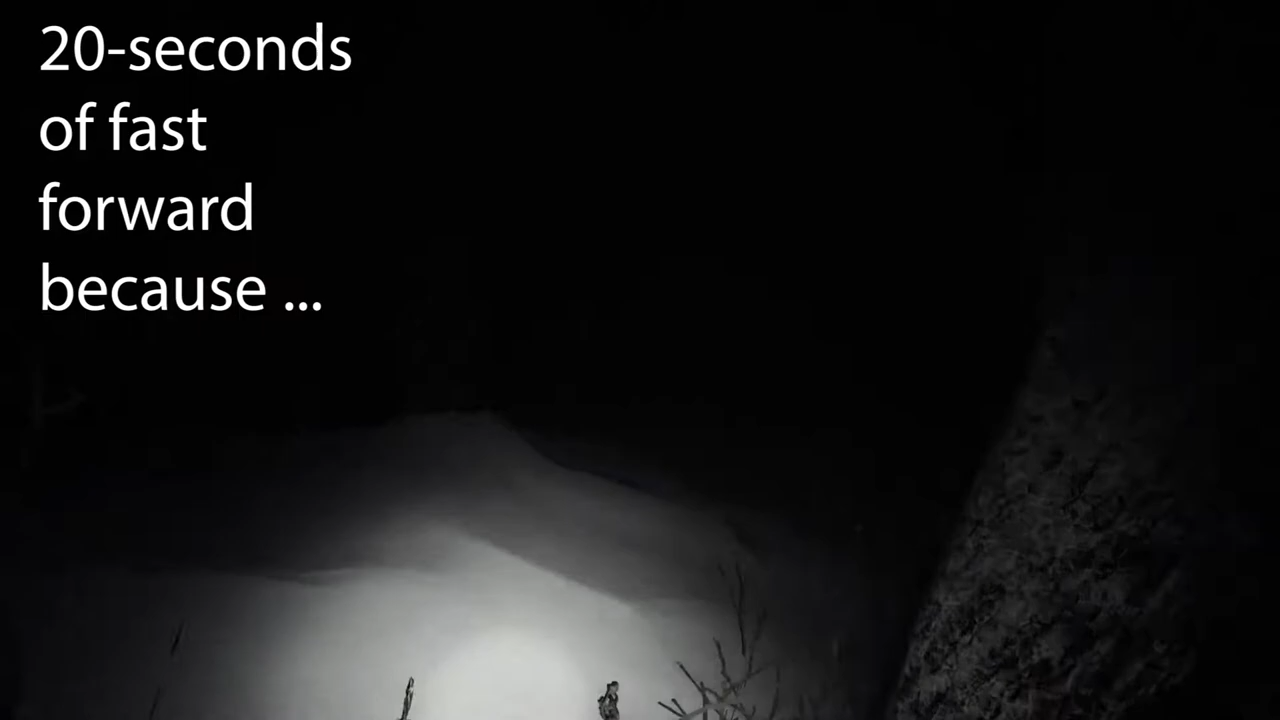 20-seconds
of fast
forward
because ...